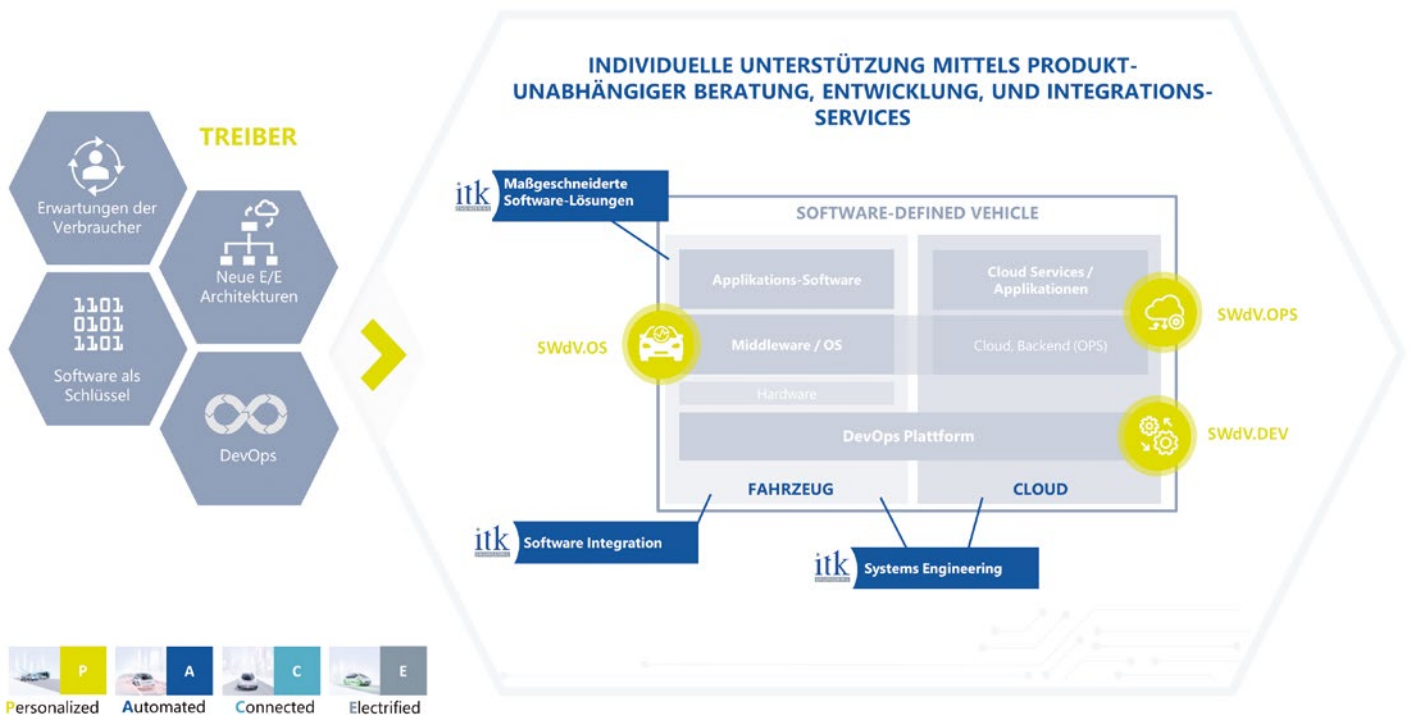 INDIVIDUELLE UNTERSTÜTZUNG MITTELS PRODUKT-
UNABHÄNGIGER BERATUNG, ENTWICKLUNG, UND INTEGRATIONS-
SERVICES
TREIBER
Erwartungen der
Verbraucher
Neue E/E
Architekturen
1101
0101
1101
Software als
Schlüssel
DevOps
itk
Maßgeschneiderte
Software-Lösungen
SOFTWARE-DEFINED VEHICLE
Applikations-Software
Cloud Services /
Applikationen
SWdV.OS
Middleware / OS
Cloud, Backend (OPS)
SWdV.OPS
Hardware
DevOps Plattform
SWdV.DEV
FAHRZEUG
CLOUD
itk
Software Integration
itk
Systems Engineering
P
A
C
E
Personalized
Automated
Connected
Electrified